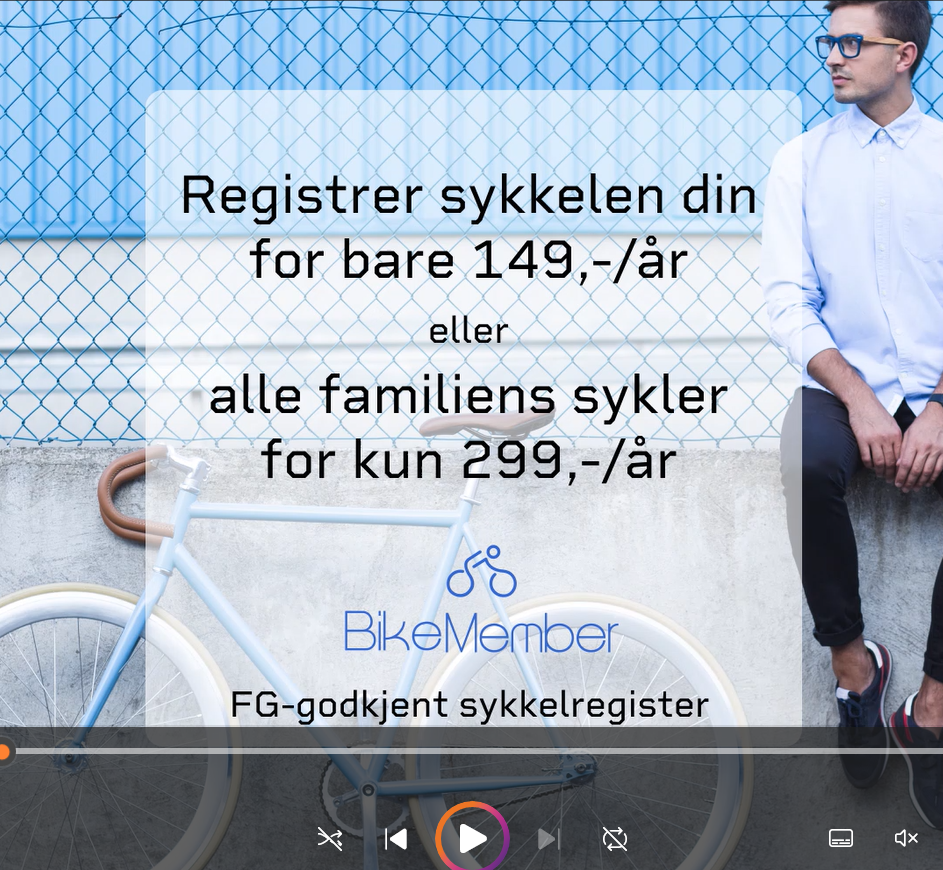 Registrer sykkelen din
for bare 149,-/år
eller
alle familiens sykler
for kun 299,-/år
BikeMember
FG-godkjent sykkelregister